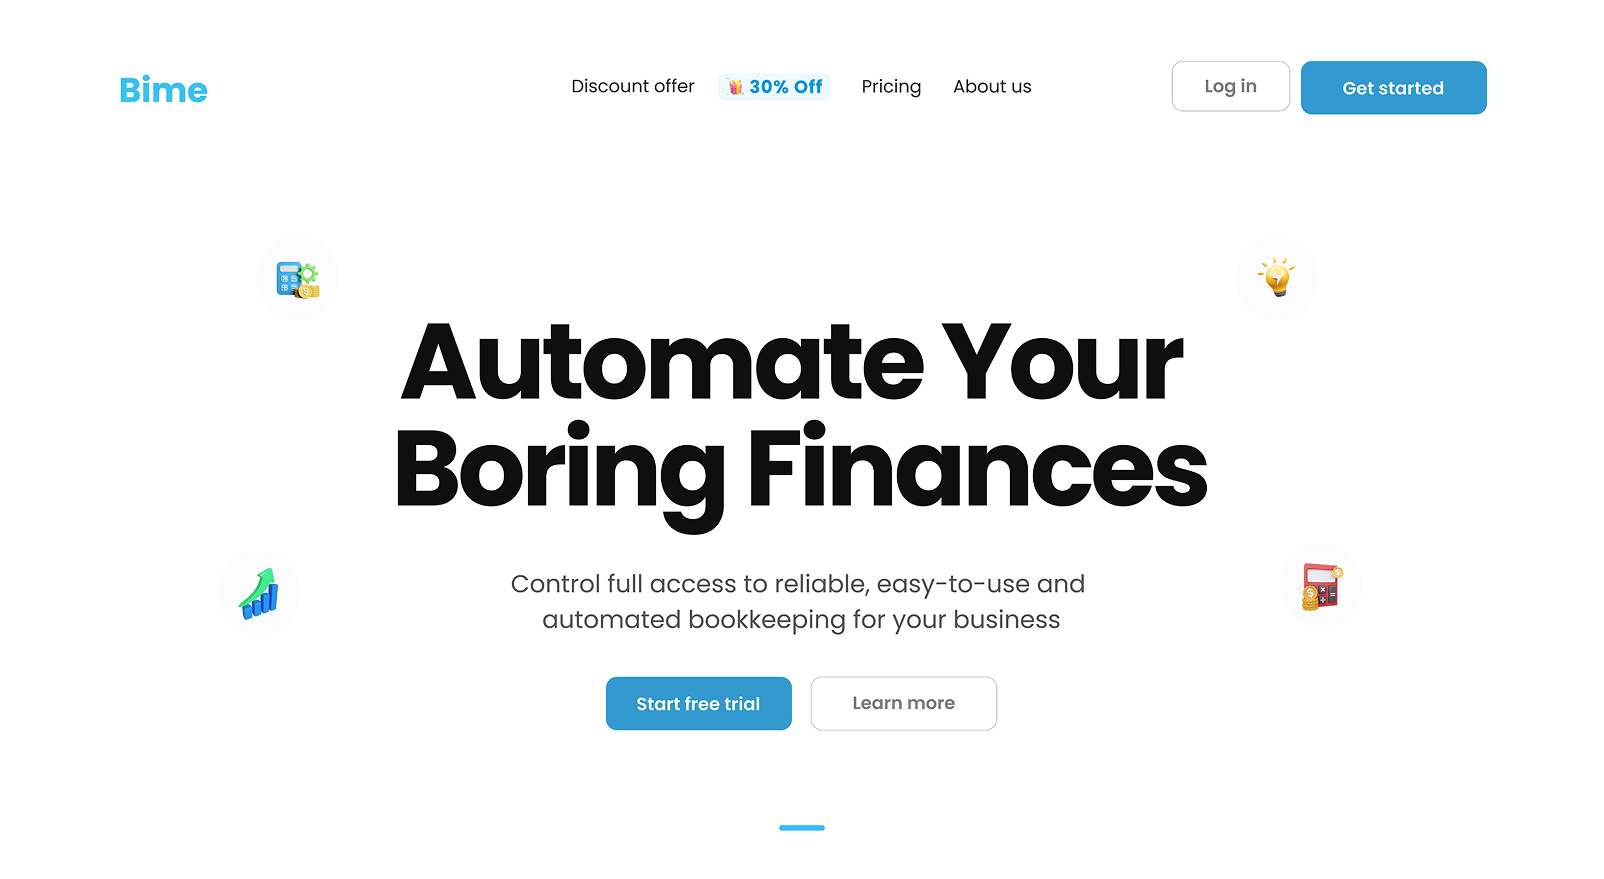 Bime
Discount offer
30% Off
Pricing
About us
Log in
Get started
Automate Your
Boring Finances
Control full access to reliable, easy-to-use and
automated bookkeeping for your business
Start free trial
Learn more